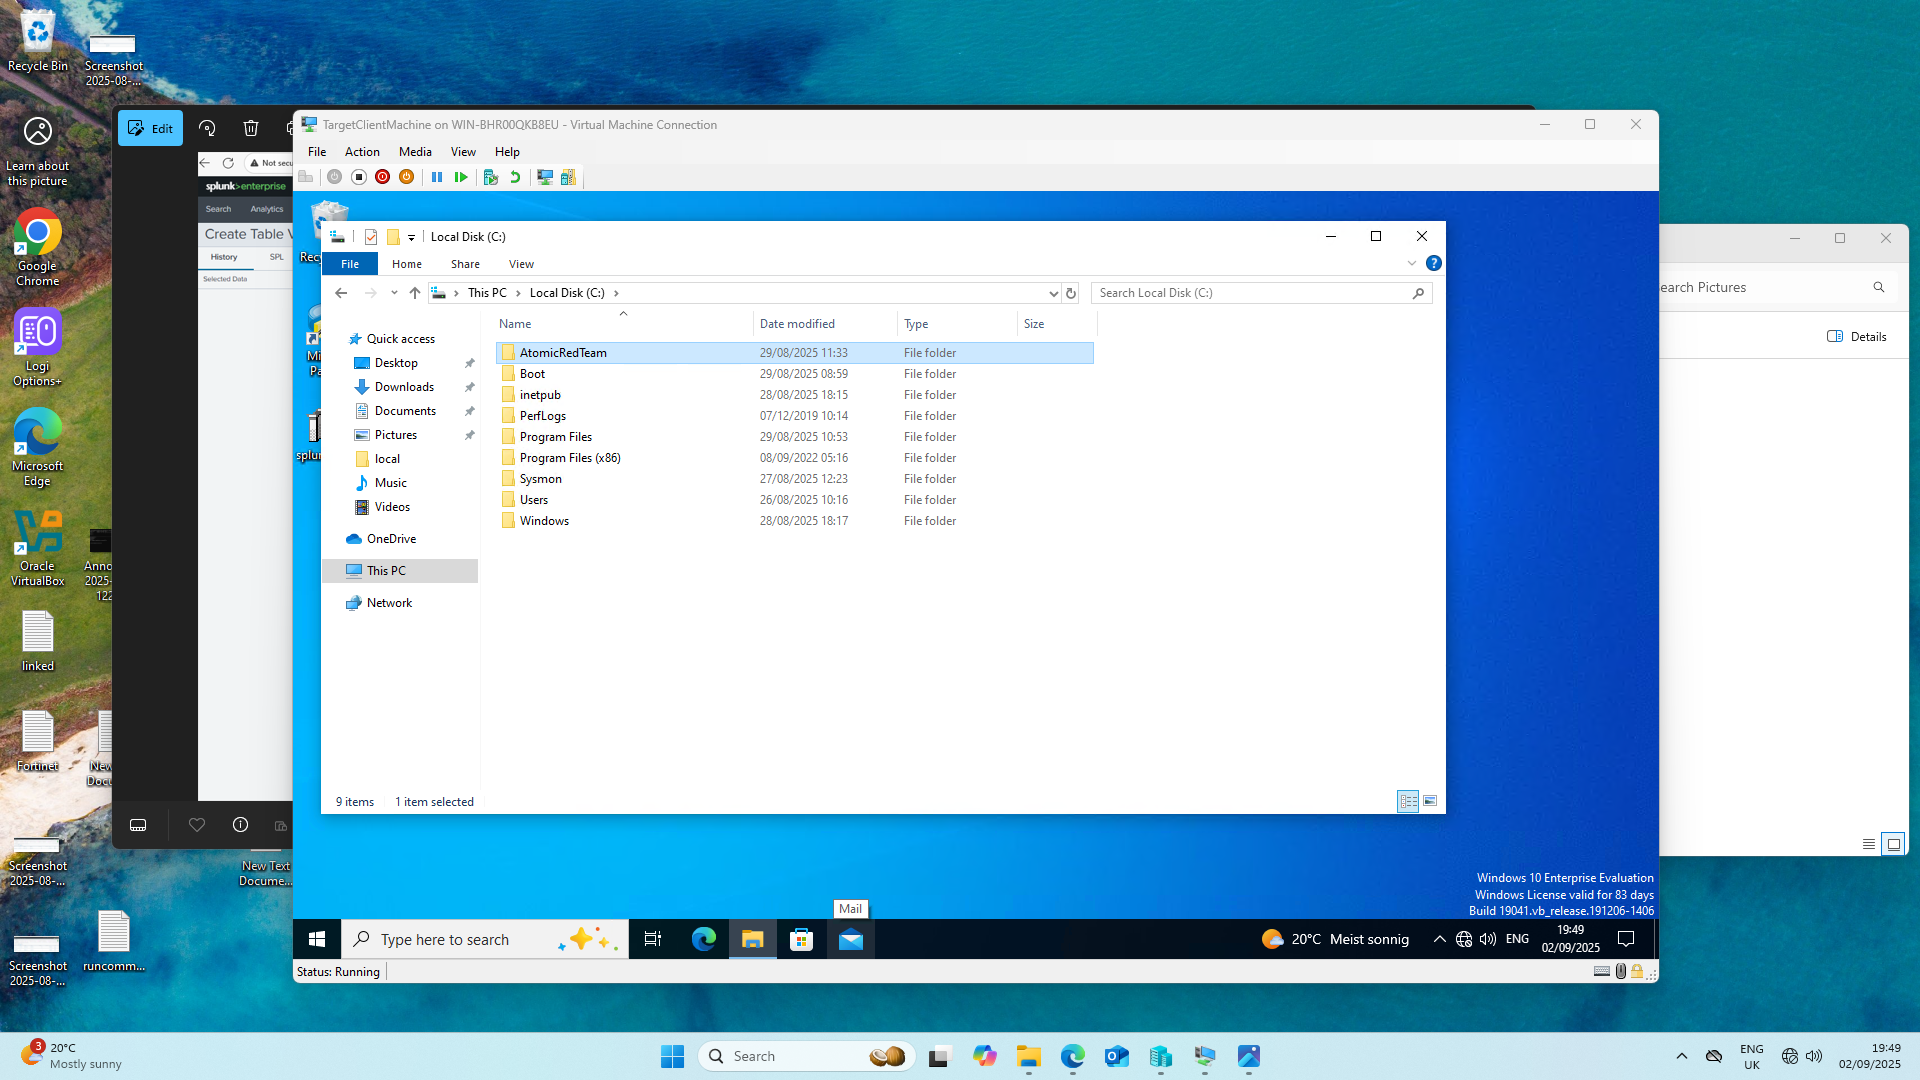 Recycle Bin
Screenshot
2025-08-...
Learn about
this picture
Google
Chrome
Logi
Options+
Microsoft
Edge
Oracle
VirtualBox
Anno
2025-
122
linked
Fortinet
New
Docu
Screenshot
2025-08-...
New Text
Docume...
Screenshot
2025-08-...
runcomm...
Edit
Not secu
splunk>enterprise
Search Analytics
Create Table V
History SPL
Selected Data
TargetClientMachine on WIN-BHR00QKB8EU - Virtual Machine Connection
File Action Media View Help
Recy
Mi
splun
Local Disk (C:)
File Home Share View
This PC Local Disk (C:)
Search Local Disk (C:)
Name Date modified Type Size
Quick access
Desktop
Downloads
Documents
Pictures
local
Music
Videos
OneDrive
This PC
Network
AtomicRedTeam 29/08/2025 11:33 File folder
Boot 29/08/2025 08:59 File folder
inetpub 28/08/2025 18:15 File folder
PerfLogs 07/12/2019 10:14 File folder
Program Files 29/08/2025 10:53 File folder
Program Files (x86) 08/09/2022 05:16 File folder
Sysmon 27/08/2025 12:23 File folder
Users 26/08/2025 10:16 File folder
Windows 28/08/2025 18:17 File folder
9 items 1 item selected
earch Pictures
Details
Windows 10 Enterprise Evaluation
Windows License valid for 83 days
Build 19041.vb_release.191206-1406
Mail
Type here to search
20°C Meist sonnig
ENG
19:49
02/09/2025
Status: Running
3
20°C
Mostly sunny
Search
ENG
UK
19:49
02/09/2025